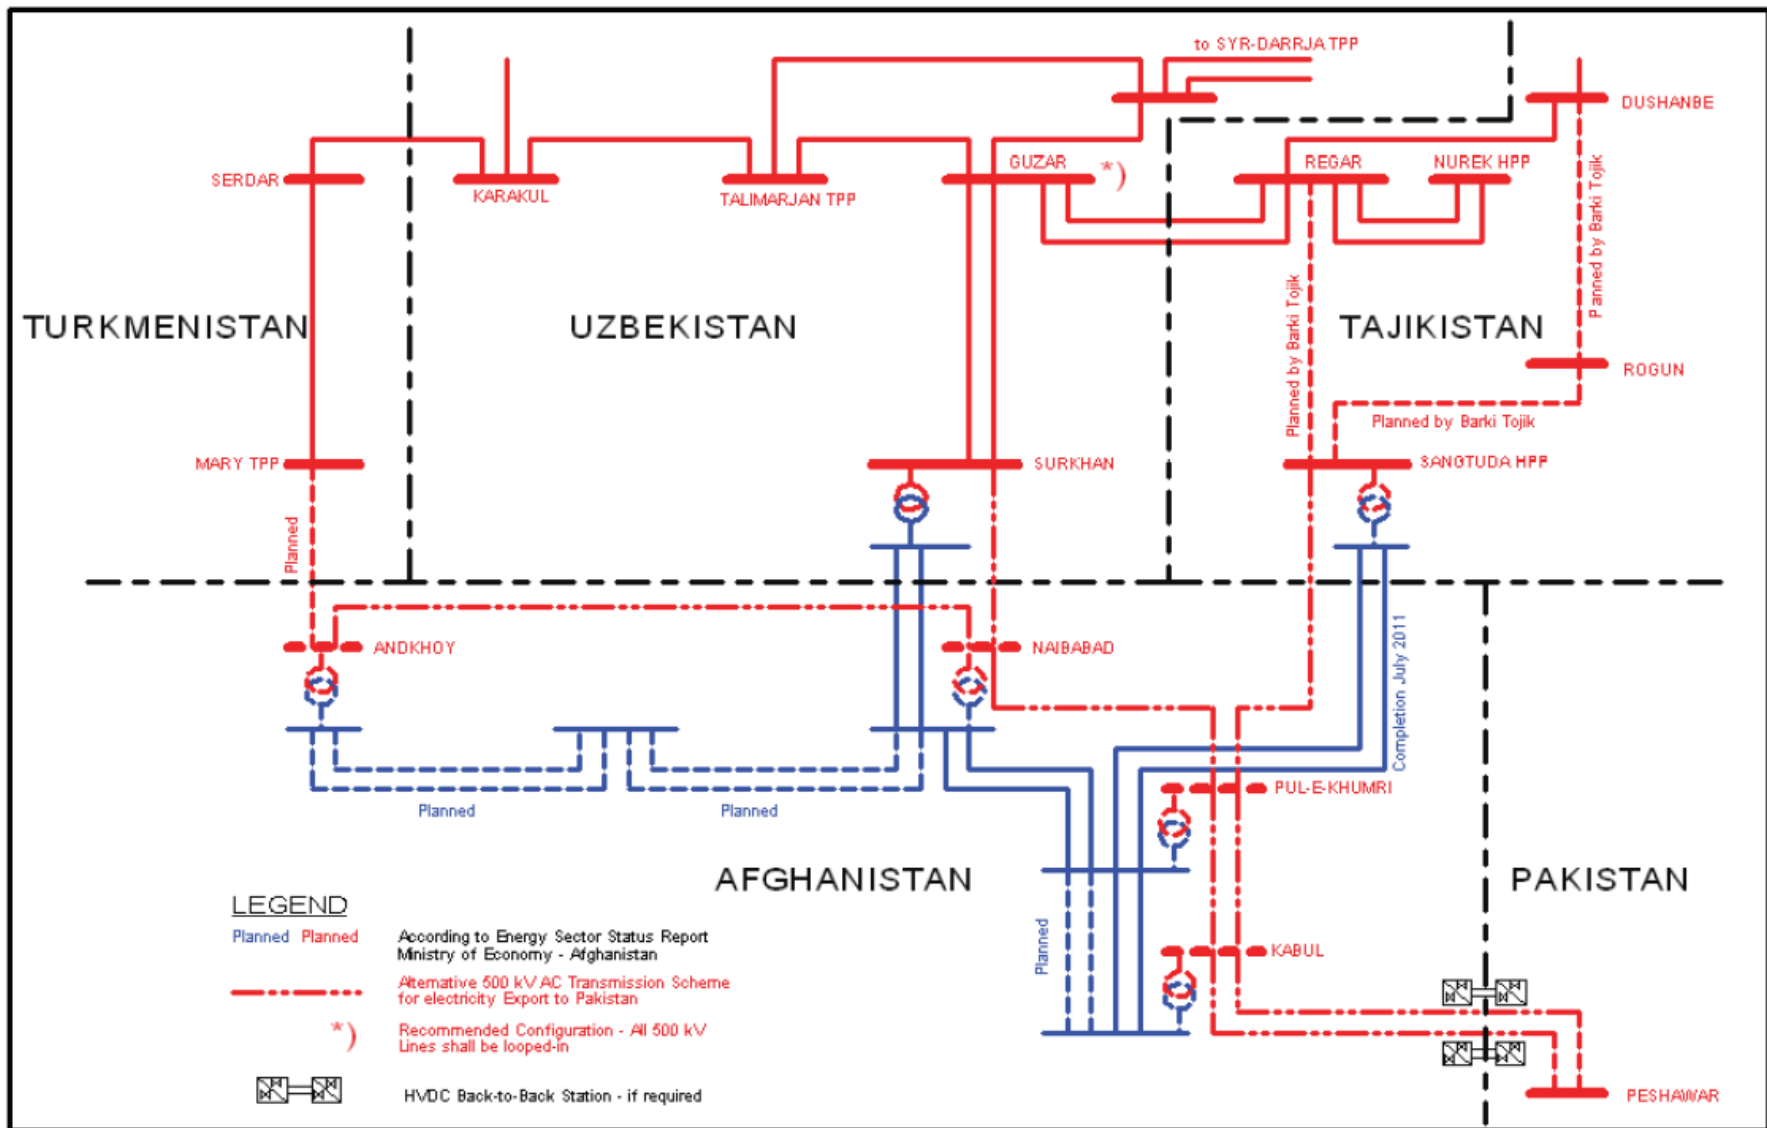 to SYR-DARRJA TPP
DUSHANBE
GUZAR
*)
REGAR
NUREK HPP
SERDAR
KARAKUL
TALIMARJAN TPP
Planned by Barki Tojik
TURKMENISTAN
UZBEKISTAN
TAJIKISTAN
Planned by Barki Tojik
ROGUN
Planned by Barki Tojik
MARY TPP
SURKHAN
SANGTUDA HPP
Planned
ANDKHOY
NAIBABAD
Completion July 2011
PUL-E-KHUMRI
Planned
Planned
AFGHANISTAN
PAKISTAN
Planned
KABUL
PESHAWAR
LEGEND
Planned Planned According to Energy Sector Status Report
Ministry of Economy - Afghanistan
Alternative 500 kV AC Transmission Scheme
for electricity Export to Pakistan
*) Recommended Configuration - All 500 kV
Lines shall be looped-in
HVDC Back-to-Back Station - if required